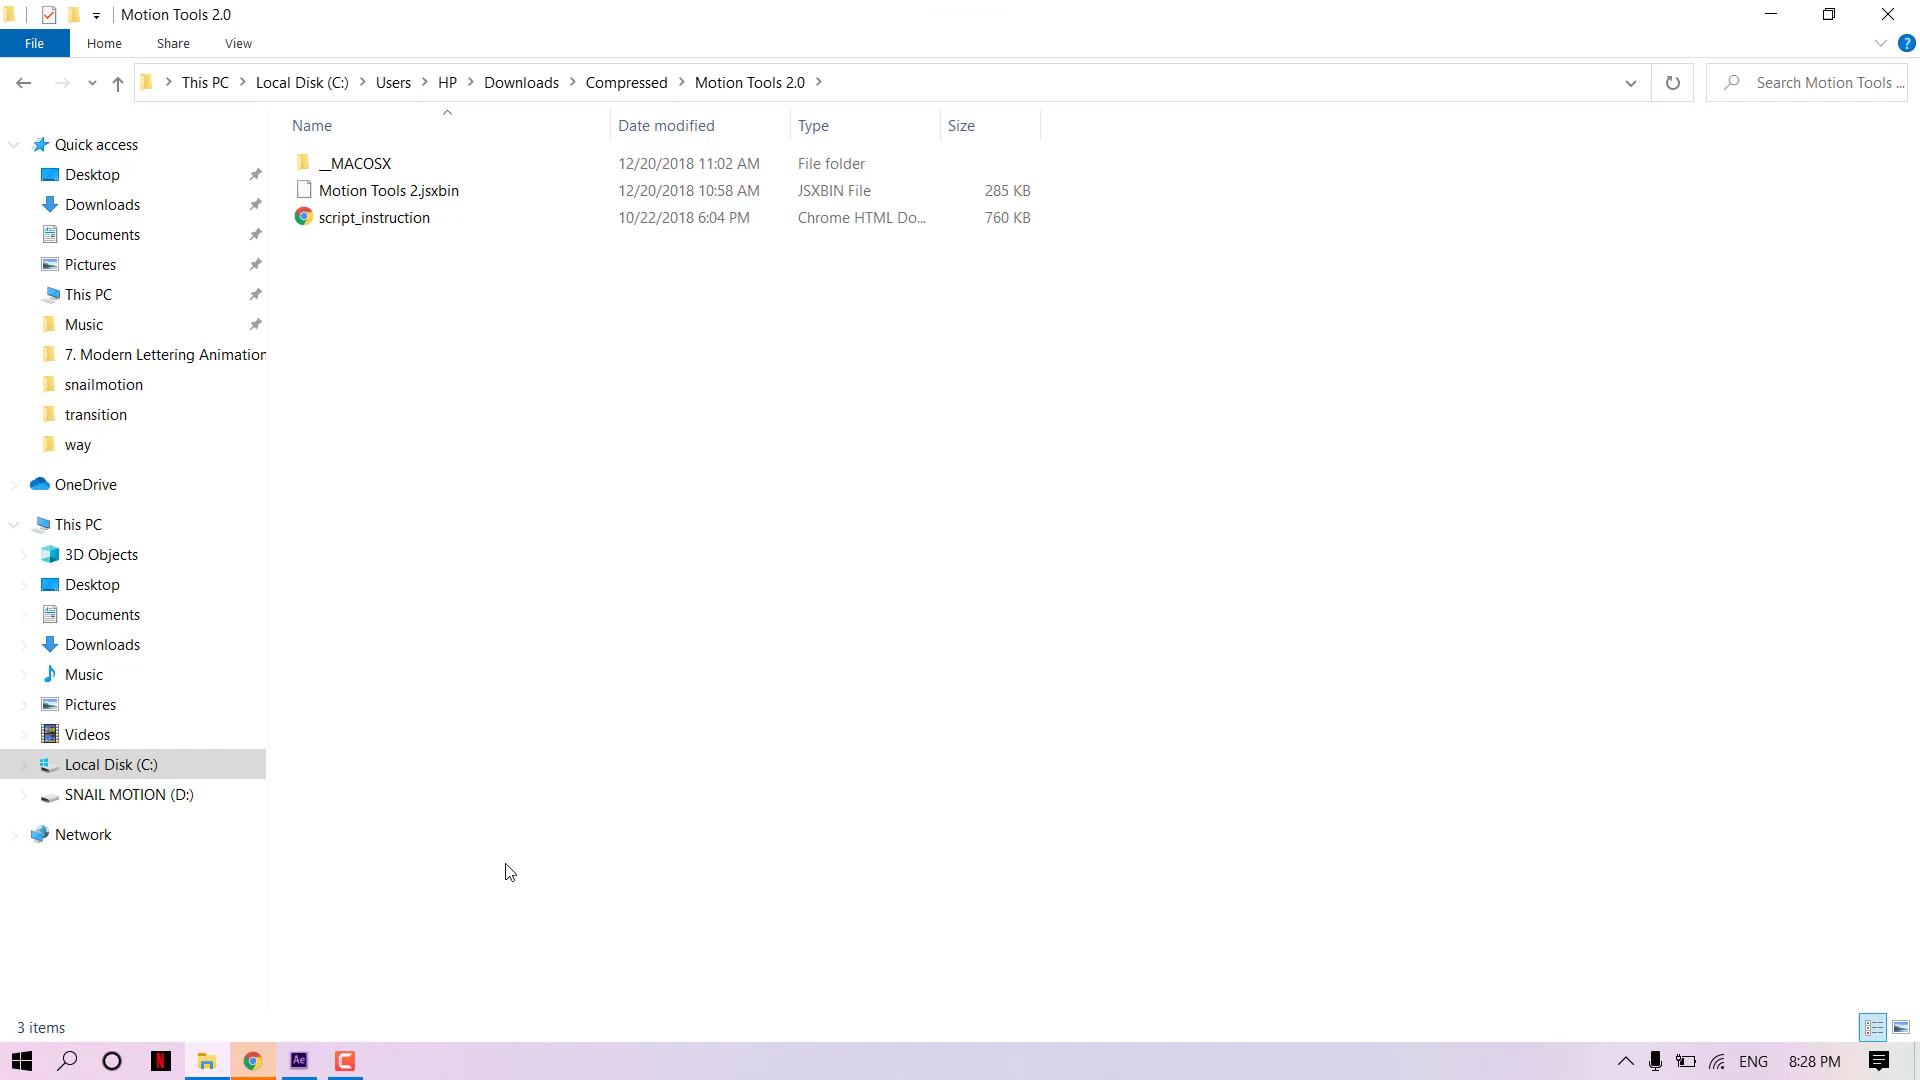 Motion Tools 2.0
File Home Share View
?
This PC Local Disk (C:) Users HP Downloads Compressed Motion Tools 2.0
Search Motion Tools ...
Name Date modified Type Size
__MACOSX 12/20/2018 11:02 AM File folder
Motion Tools 2.jsxbin 12/20/2018 10:58 AM JSXBIN File 285 KB
script_instruction 10/22/2018 6:04 PM Chrome HTML Do... 760 KB
Quick access
Desktop
Downloads
Documents
Pictures
This PC
Music
7. Modern Lettering Animation
snailmotion
transition
way
OneDrive
This PC
3D Objects
Desktop
Documents
Downloads
Music
Pictures
Videos
Local Disk (C:)
SNAIL MOTION (D:)
Network
3 items
N Ae ENG 8:28 PM